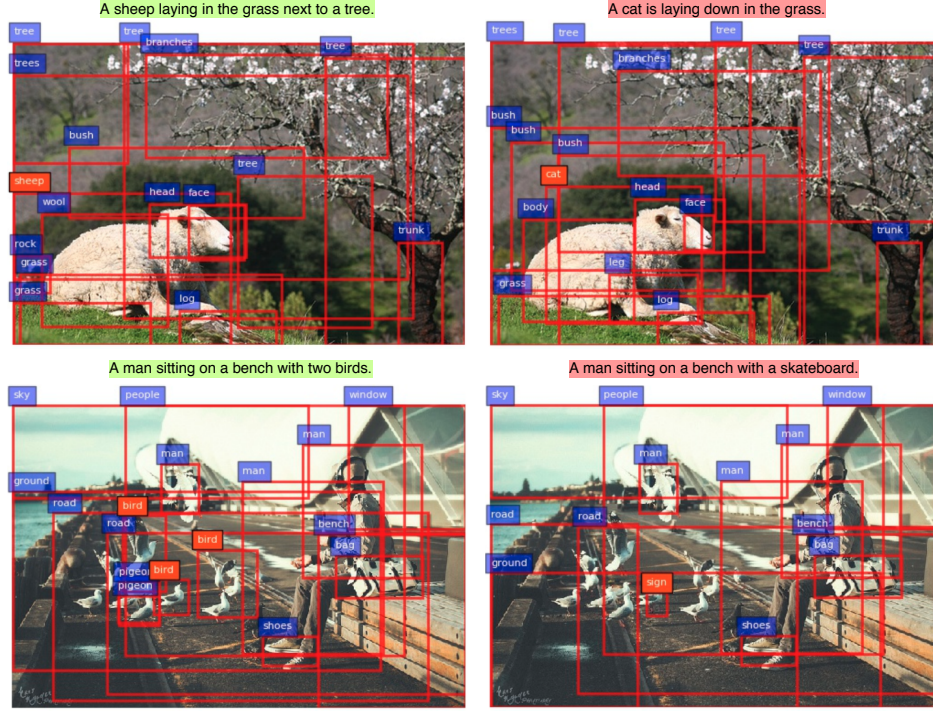 A sheep laying in the grass next to a tree.
A cat is laying down in the grass.
tree
tree
branches
tree
trees
bush
tree
sheep
wool
head
face
trunk
rock
grass
grass
log
trees
tree
tree
tree
branches
bush
bush
bush
cat
head
body
face
trunk
leg
grass
log
A man sitting on a bench with two birds.
A man sitting on a bench with a skateboard.
sky
people
window
man
man
man
ground
road
bird
road
bench
bird
bag
bird
pigeon
shoes
sky
people
window
man
man
man
road
road
bench
bag
ground
sign
shoes